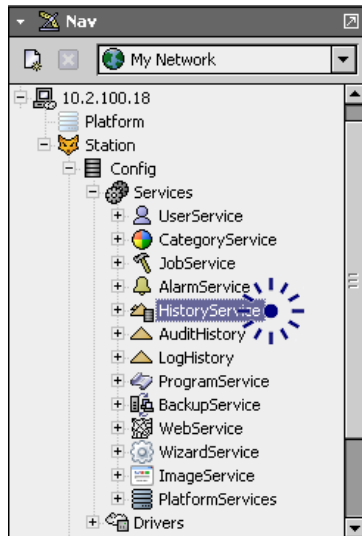 Nav
My Network
10.2.100.18
Platform
Station
Config
Services
UserService
CategoryService
JobService
AlarmService
HistoryService
AuditHistory
LogHistory
ProgramService
BackupService
WebService
WizardService
ImageService
PlatformServices
Drivers